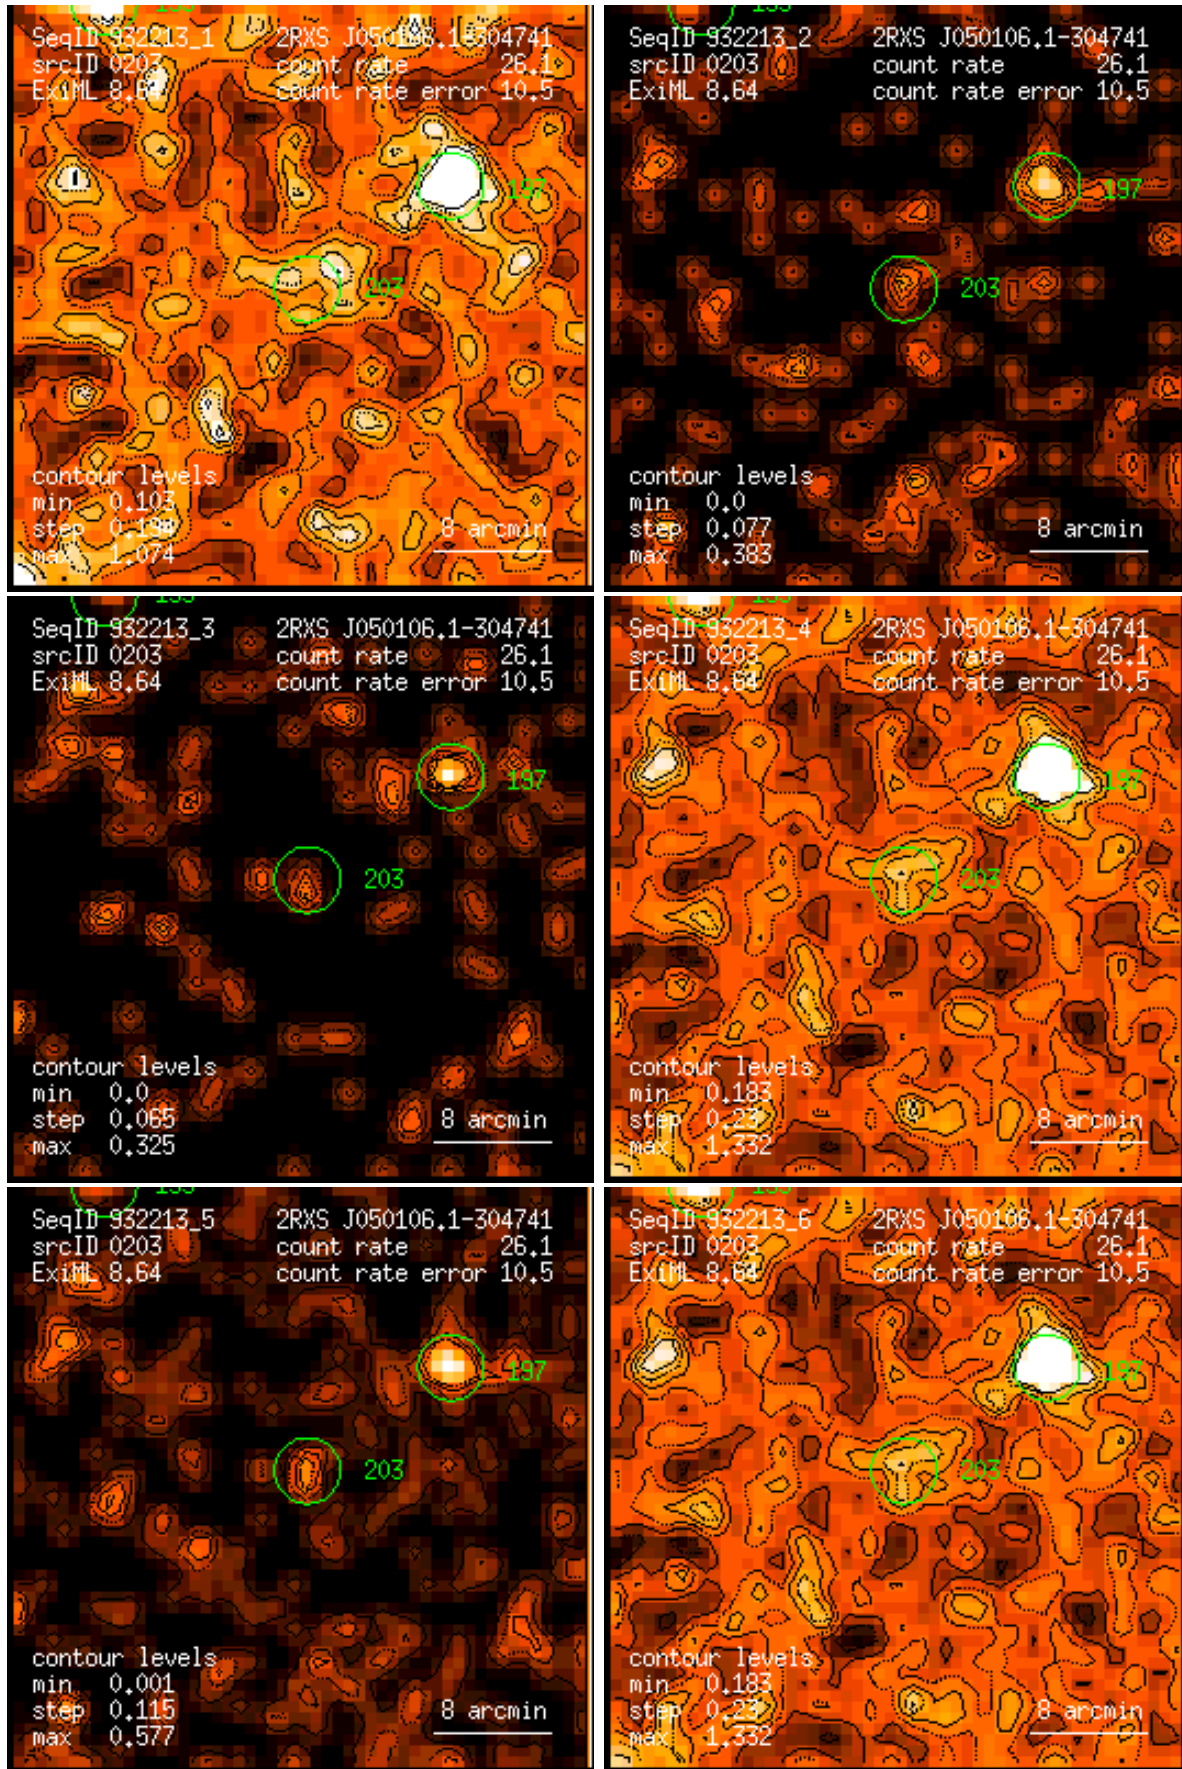 SeqID 932213_1 2RXS J050106.1-304741
srcID 0203 count rate 26.1
ExiML 8.64 count rate error 10.5
197
203
contour levels
min 0.103
step 0.194
max 1.074
8 arcmin
SeqID 932213_2 2RXS J050106.1-304741
srcID 0203 count rate 26.1
ExiML 8.64 count rate error 10.5
197
203
contour levels
min 0.0
step 0.077
max 0.383
8 arcmin
SeqID 932213_3 2RXS J050106.1-304741
srcID 0203 count rate 26.1
ExiML 8.64 count rate error 10.5
197
203
contour levels
min 0.0
step 0.065
max 0.325
8 arcmin
SeqID 932213_4 2RXS J050106.1-304741
srcID 0203 count rate 26.1
ExiML 8.64 count rate error 10.5
197
203
contour levels
min 0.183
step 0.23
max 1.332
8 arcmin
SeqID 932213_5 2RXS J050106.1-304741
srcID 0203 count rate 26.1
ExiML 8.64 count rate error 10.5
197
203
contour levels
min 0.001
step 0.115
max 0.577
8 arcmin
SeqID 932213_6 2RXS J050106.1-304741
srcID 0203 count rate 26.1
ExiML 8.64 count rate error 10.5
197
203
contour levels
min 0.183
step 0.23
max 1.332
8 arcmin